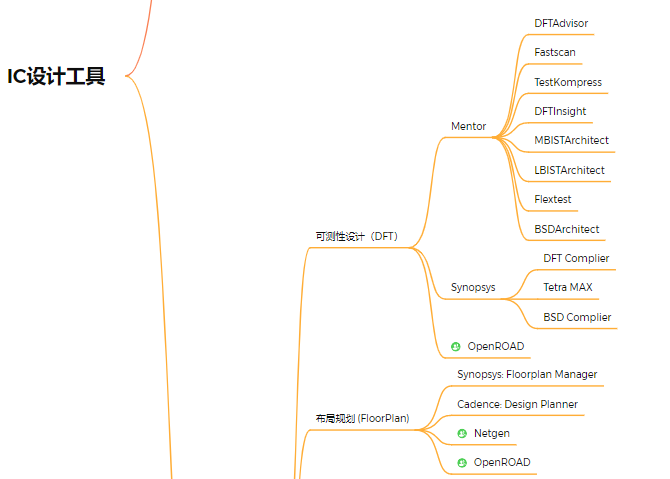 IC设计工具
可测性设计（DFT）
Mentor
DFTAdvisor
Fastscan
TestKompress
DFTInsight
MBISTArchitect
LBISTArchitect
Flextest
BSDArchitect
Synopsys
DFT Complier
Tetra MAX
BSD Complier
OpenROAD
布局规划 (FloorPlan)
Synopsys: Floorplan Manager
Cadence: Design Planner
Netgen
OpenROAD